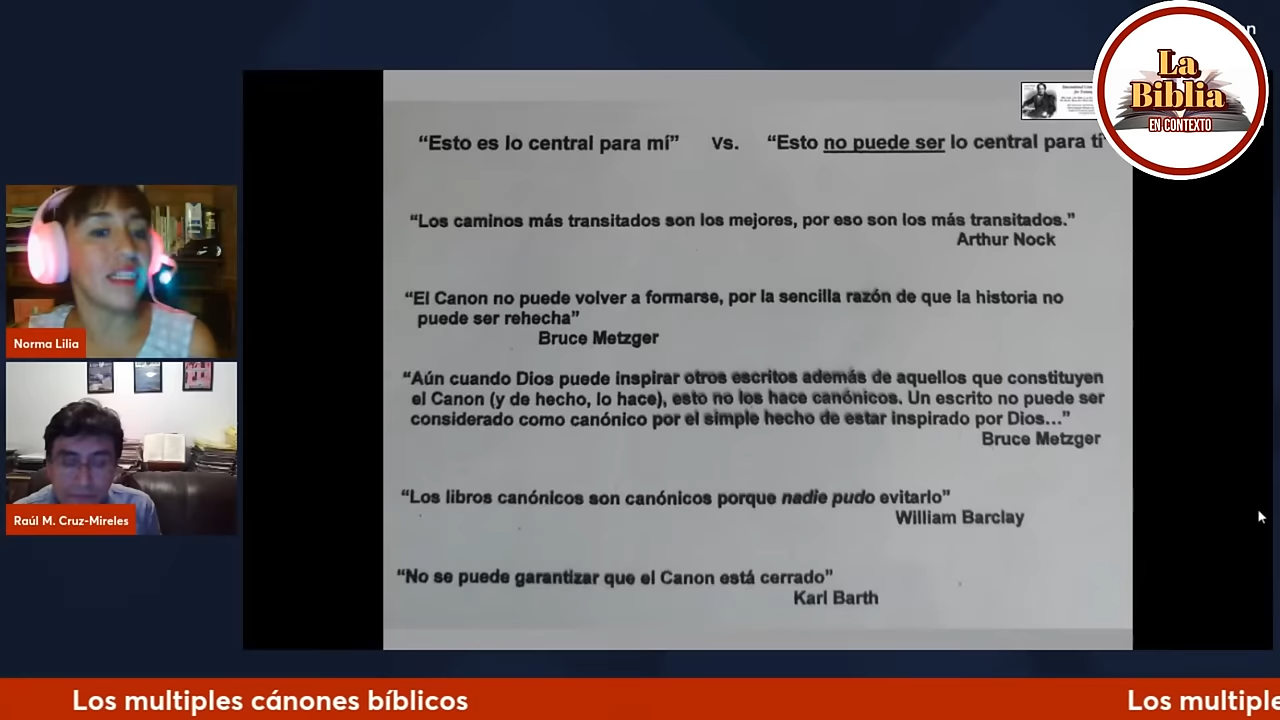 La
Biblia
EN CONTEXTO
“Esto es lo central para mí” Vs. “Esto no puede ser lo central para tí
“Los caminos más transitados son los mejores, por eso son los más transitados.”
Arthur Nock
“El Canon no puede volver a formarse, por la sencilla razón de que la historia no
puede ser rehecha”
Bruce Metzger
“Aún cuando Dios puede inspirar otros escritos además de aquellos que constituyen
el Canon (y de hecho, lo hace), esto no los hace canónicos. Un escrito no puede ser
considerado como canónico por el simple hecho de estar inspirado por Dios...”
Bruce Metzger
“Los libros canónicos son canónicos porque nadie pudo evitarlo”
William Barclay
“No se puede garantizar que el Canon está cerrado”
Karl Barth
Norma Lilia
Raúl M. Cruz-Mireles
Los multiples cánones bíblicos
Los multiple